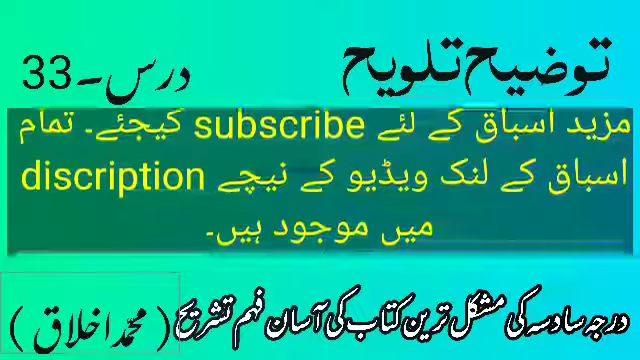 توضیح تلویح
درس۔33
مزید اسباق کے لئے subscribe کیجئے۔ تمام
اسباق کے لنک ویڈیو کے نیچے discription
میں موجود ہیں۔
درجہ سادسہ کی مشکل ترین کتاب کی آسان فہم تشریح (محمد اخلاق)